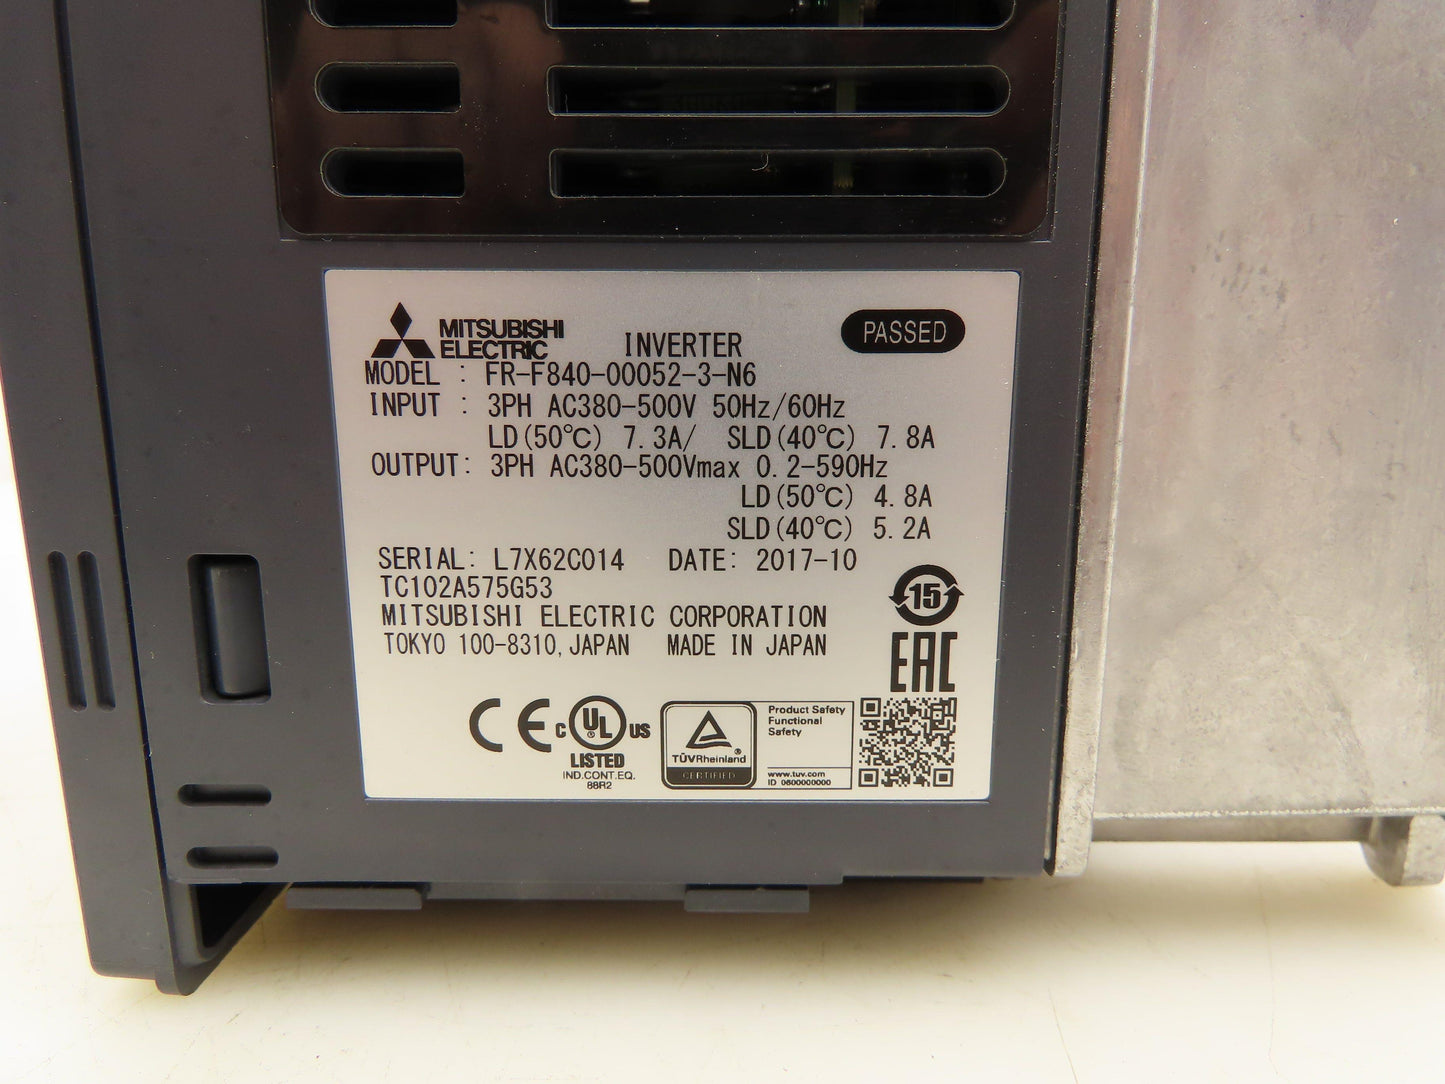 MITSUBISHI
ELECTRIC
INVERTER
PASSED
MODEL : FR-F840-00052-3-N6
INPUT : 3PH AC380-500V 50Hz/60Hz
LD(50℃) 7.3A/ SLD(40℃) 7.8A
OUTPUT: 3PH AC380-500Vmax 0.2-590Hz
LD(50℃) 4.8A
SLD(40℃) 5.2A
SERIAL: L7X62C014 DATE: 2017-10
TC102A575G53
MITSUBISHI ELECTRIC CORPORATION
TOKYO 100-8310, JAPAN MADE IN JAPAN
15
EAC
CE
c UL ® US
LISTED
IND.CONT.EQ.
88R2
TÜVRheinland ®
CERTIFIED
Product Safety
Functional
Safety
www.tuv.com
ID 0600000000